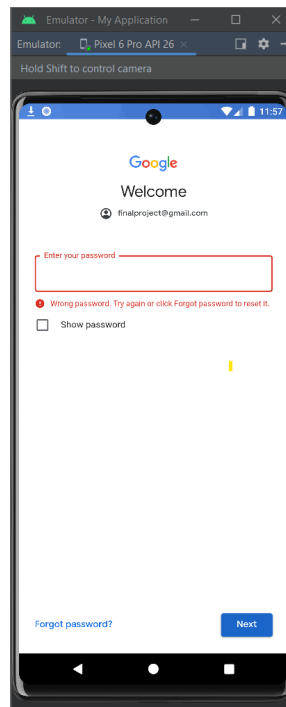 Emulator - My Application
Emulator: Pixel 6 Pro API 26
Hold Shift to control camera
11:57
Google
Welcome
finalproject@gmail.com
Enter your password
Wrong password. Try again or click Forgot password to reset it.
Show password
Forgot password?
Next